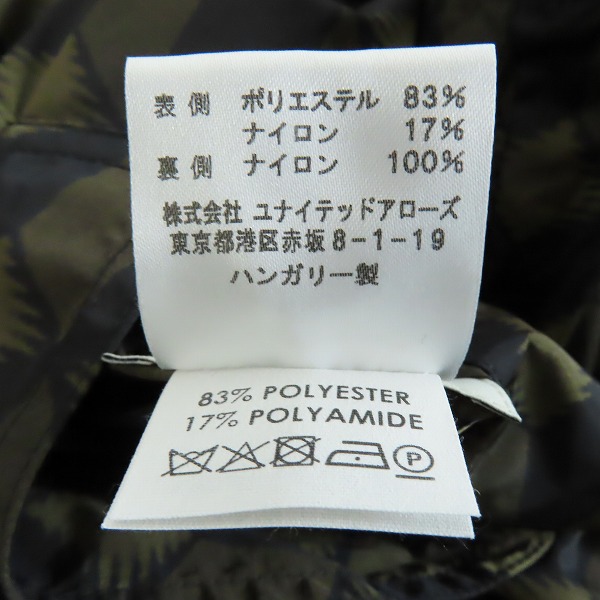 表側 ポリエステル 83%
ナイロン 17%
裏側 ナイロン 100%
株式会社 ユナイテッドアローズ
東京都港区赤坂8-1-19
ハンガリー製
83% POLYESTER
17% POLYAMIDE
P